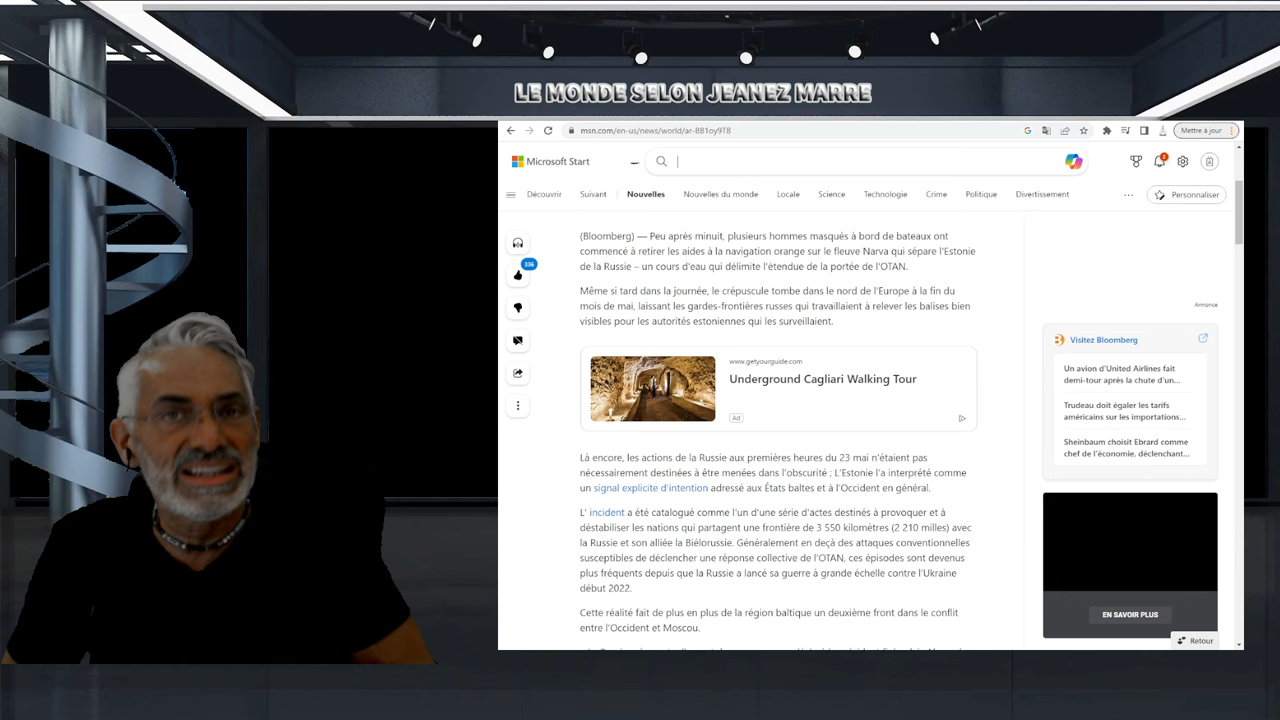 LE MONDE SELON JEANEZ MARRE
msn.com/en-us/news/world/ar-BB1oy9T8
Mettre à jour
Microsoft Start
2
Découvrir
Suivant
Nouvelles
Nouvelles du monde
Locale
Science
Technologie
Crime
Politique
Divertissement
Personnaliser
336
(Bloomberg) — Peu après minuit, plusieurs hommes masqués à bord de bateaux ont
commencé à retirer les aides à la navigation orange sur le fleuve Narva qui sépare l'Estonie
de la Russie – un cours d'eau qui délimite l'étendue de la portée de l'OTAN.
Même si tard dans la journée, le crépuscule tombe dans le nord de l'Europe à la fin du
mois de mai, laissant les gardes-frontières russes qui travaillaient à relever les balises bien
visibles pour les autorités estoniennes qui les surveillaient.
www.getyourguide.com
Underground Cagliari Walking Tour
Ad
Là encore, les actions de la Russie aux premières heures du 23 mai n'étaient pas
nécessairement destinées à être menées dans l'obscurité ; L'Estonie l'a interprété comme
un signal explicite d'intention adressé aux États baltes et à l'Occident en général.
L' incident a été catalogué comme l'un d'une série d'actes destinés à provoquer et à
déstabiliser les nations qui partagent une frontière de 3 550 kilomètres (2 210 milles) avec
la Russie et son alliée la Biélorussie. Généralement en deçà des attaques conventionnelles
susceptibles de déclencher une réponse collective de l'OTAN, ces épisodes sont devenus
plus fréquents depuis que la Russie a lancé sa guerre à grande échelle contre l'Ukraine
début 2022.
Cette réalité fait de plus en plus de la région baltique un deuxième front dans le conflit
entre l'Occident et Moscou.
Annonce
Visitez Bloomberg
Un avion d'United Airlines fait
demi-tour après la chute d'un...
Trudeau doit égaler les tarifs
américains sur les importations...
Sheinbaum choisit Ebrard comme
chef de l'économie, déclenchant...
EN SAVOIR PLUS
Retour